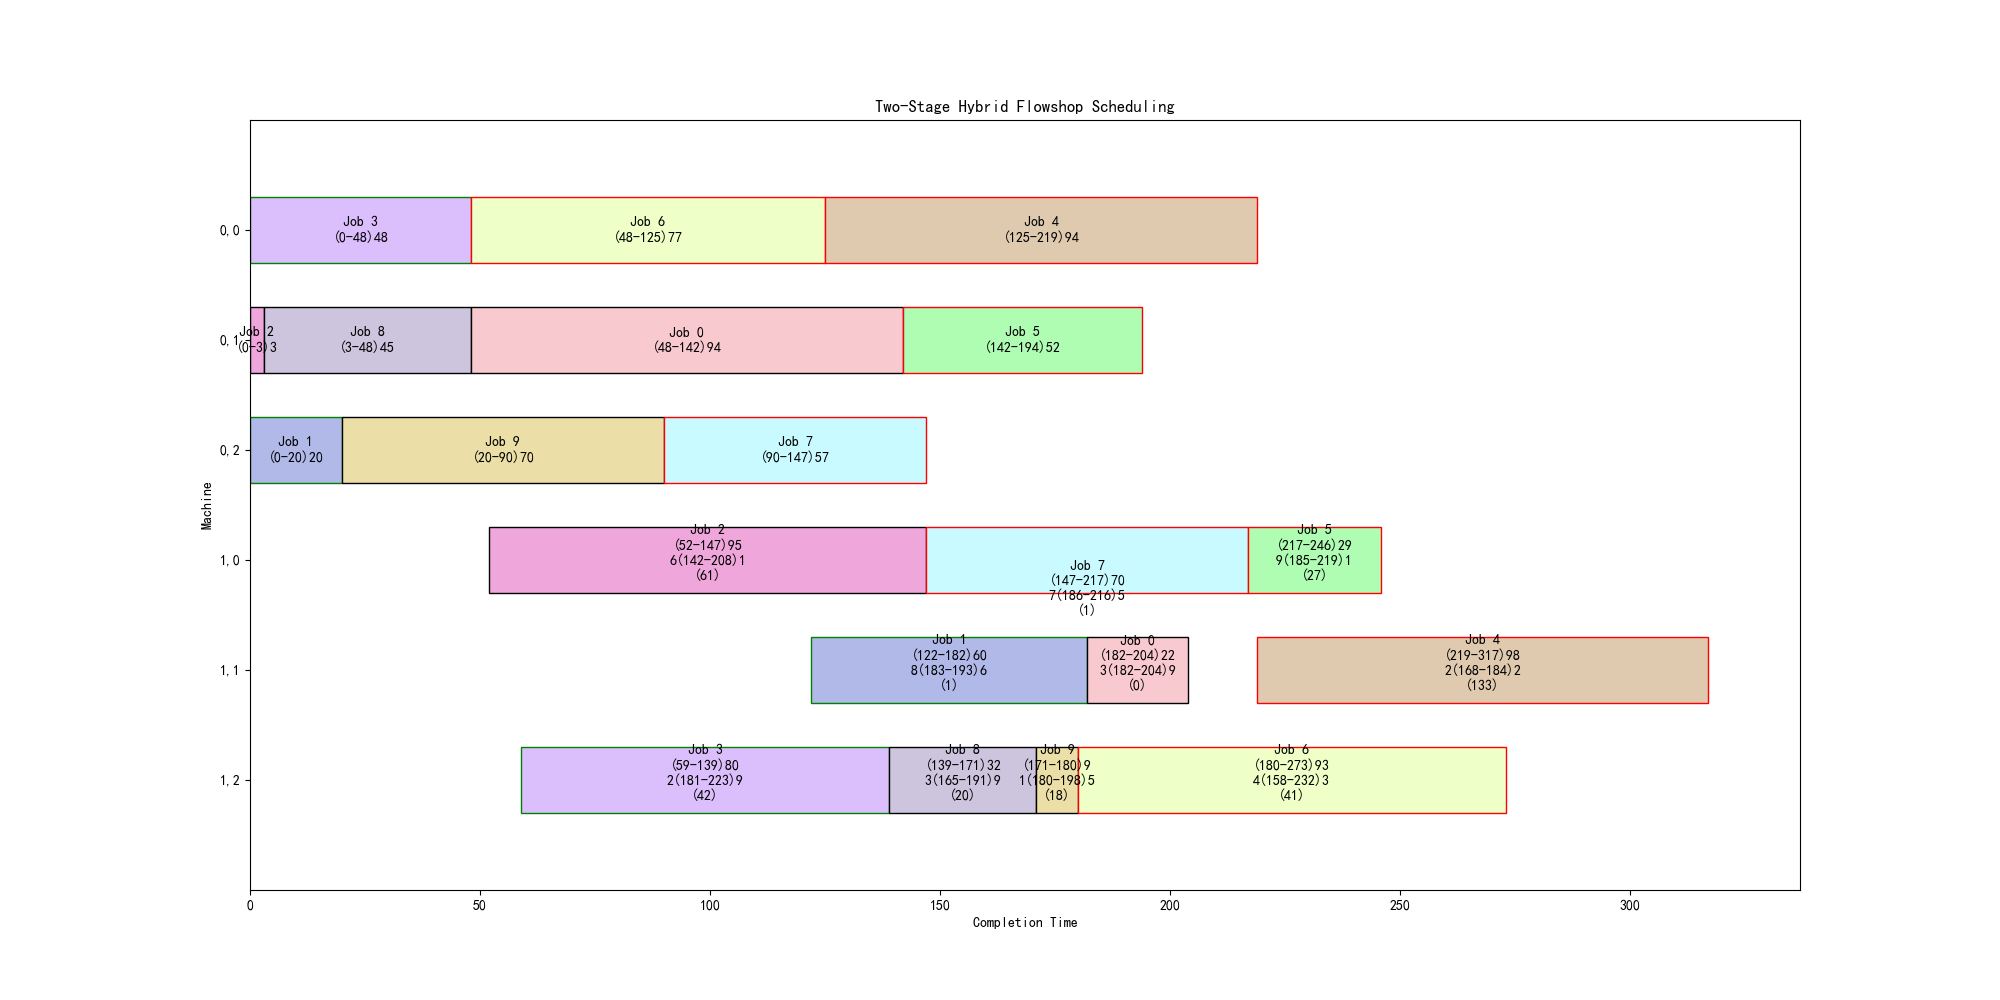 Two-Stage Hybrid Flowshop Scheduling
Machine
0,0
Job 3
(0-48)48
Job 6
(48-125)77
Job 4
(125-219)94
0,1
Job 2
(0-3)3
Job 8
(3-48)45
Job 0
(48-142)94
Job 5
(142-194)52
0,2
Job 1
(0-20)20
Job 9
(20-90)70
Job 7
(90-147)57
1,0
Job 2
(52-147)95
6(142-208)1
(61)
Job 7
(147-217)70
7(186-216)5
(1)
Job 5
(217-246)29
9(185-219)1
(27)
1,1
Job 1
(122-182)60
8(183-193)6
(1)
Job 0
(182-204)22
3(182-204)9
(0)
Job 4
(219-317)98
2(168-184)2
(133)
1,2
Job 3
(59-139)80
2(181-223)9
(42)
Job 8
(139-171)32
3(165-191)9
(20)
Job 9
(171-180)9
1(180-198)5
(18)
Job 6
(180-273)93
4(158-232)3
(41)
0
50
100
150
200
250
300
Completion Time